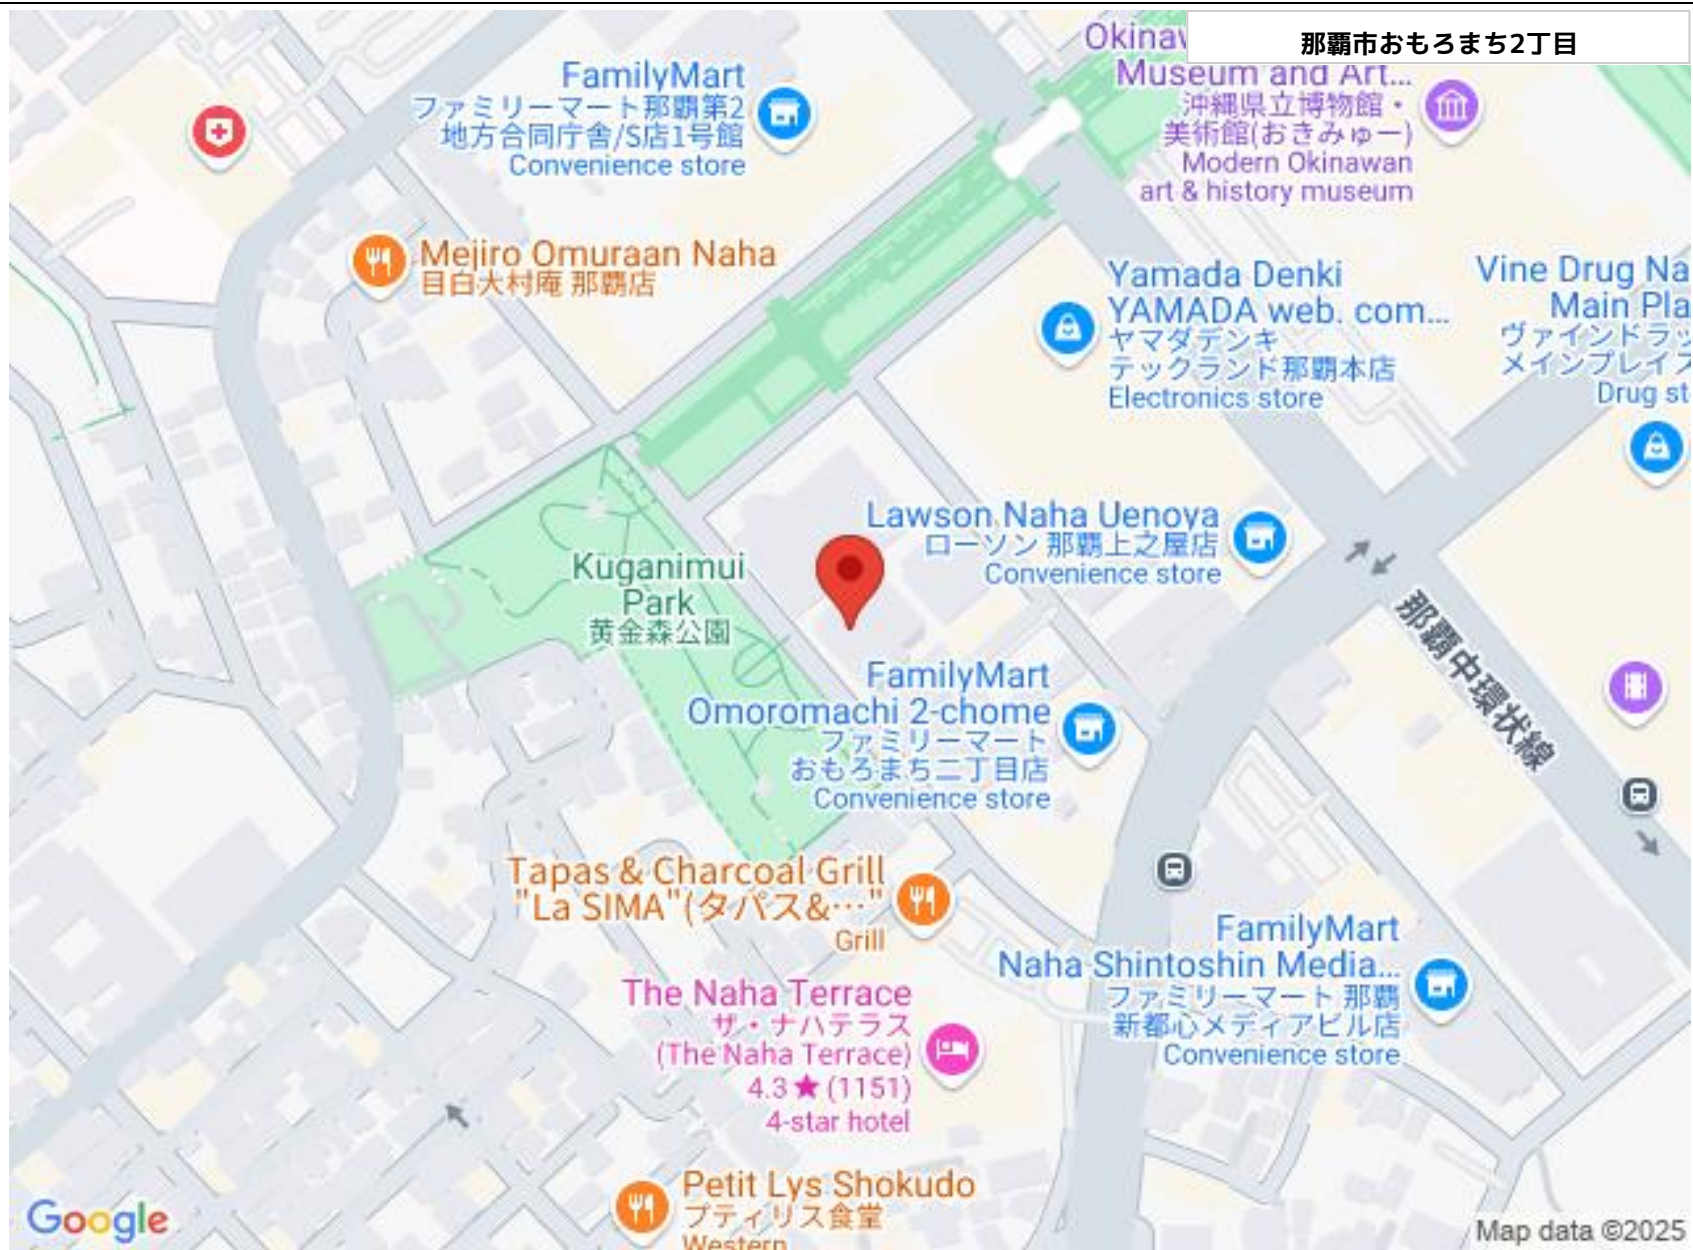 那覇市おもろまち2丁目
Museum and Art...
沖縄県立博物館・
美術館(おきみゅー)
Modern Okinawan
art & history museum
FamilyMart
ファミリーマート那覇第2
地方合同庁舎/S店1号館
Convenience store
Mejiro Omuraan Naha
目白大村庵 那覇店
Yamada Denki
YAMADA web. com...
ヤマダデンキ
テックランド那覇本店
Electronics store
Vine Drug Na
Main Pla
ヴァインドラッ
メインプレイス
Drug st
Lawson Naha Uenoya
ローソン 那覇上之屋店
Convenience store
Kuganimui
Park
黄金森公園
那覇中環状線
FamilyMart
Omoromachi 2-chome
ファミリーマート
おもろまち二丁目店
Convenience store
Tapas & Charcoal Grill
"La SIMA"(タパス&…"
Grill
FamilyMart
Naha Shintoshin Media...
ファミリーマート 那覇
新都心メディアビル店
Convenience store
The Naha Terrace
ザ・ナハテラス
(The Naha Terrace)
4.3★(1151)
4-star hotel
Petit Lys Shokudo
プティリス食堂
Western
Google
Map data ©2025